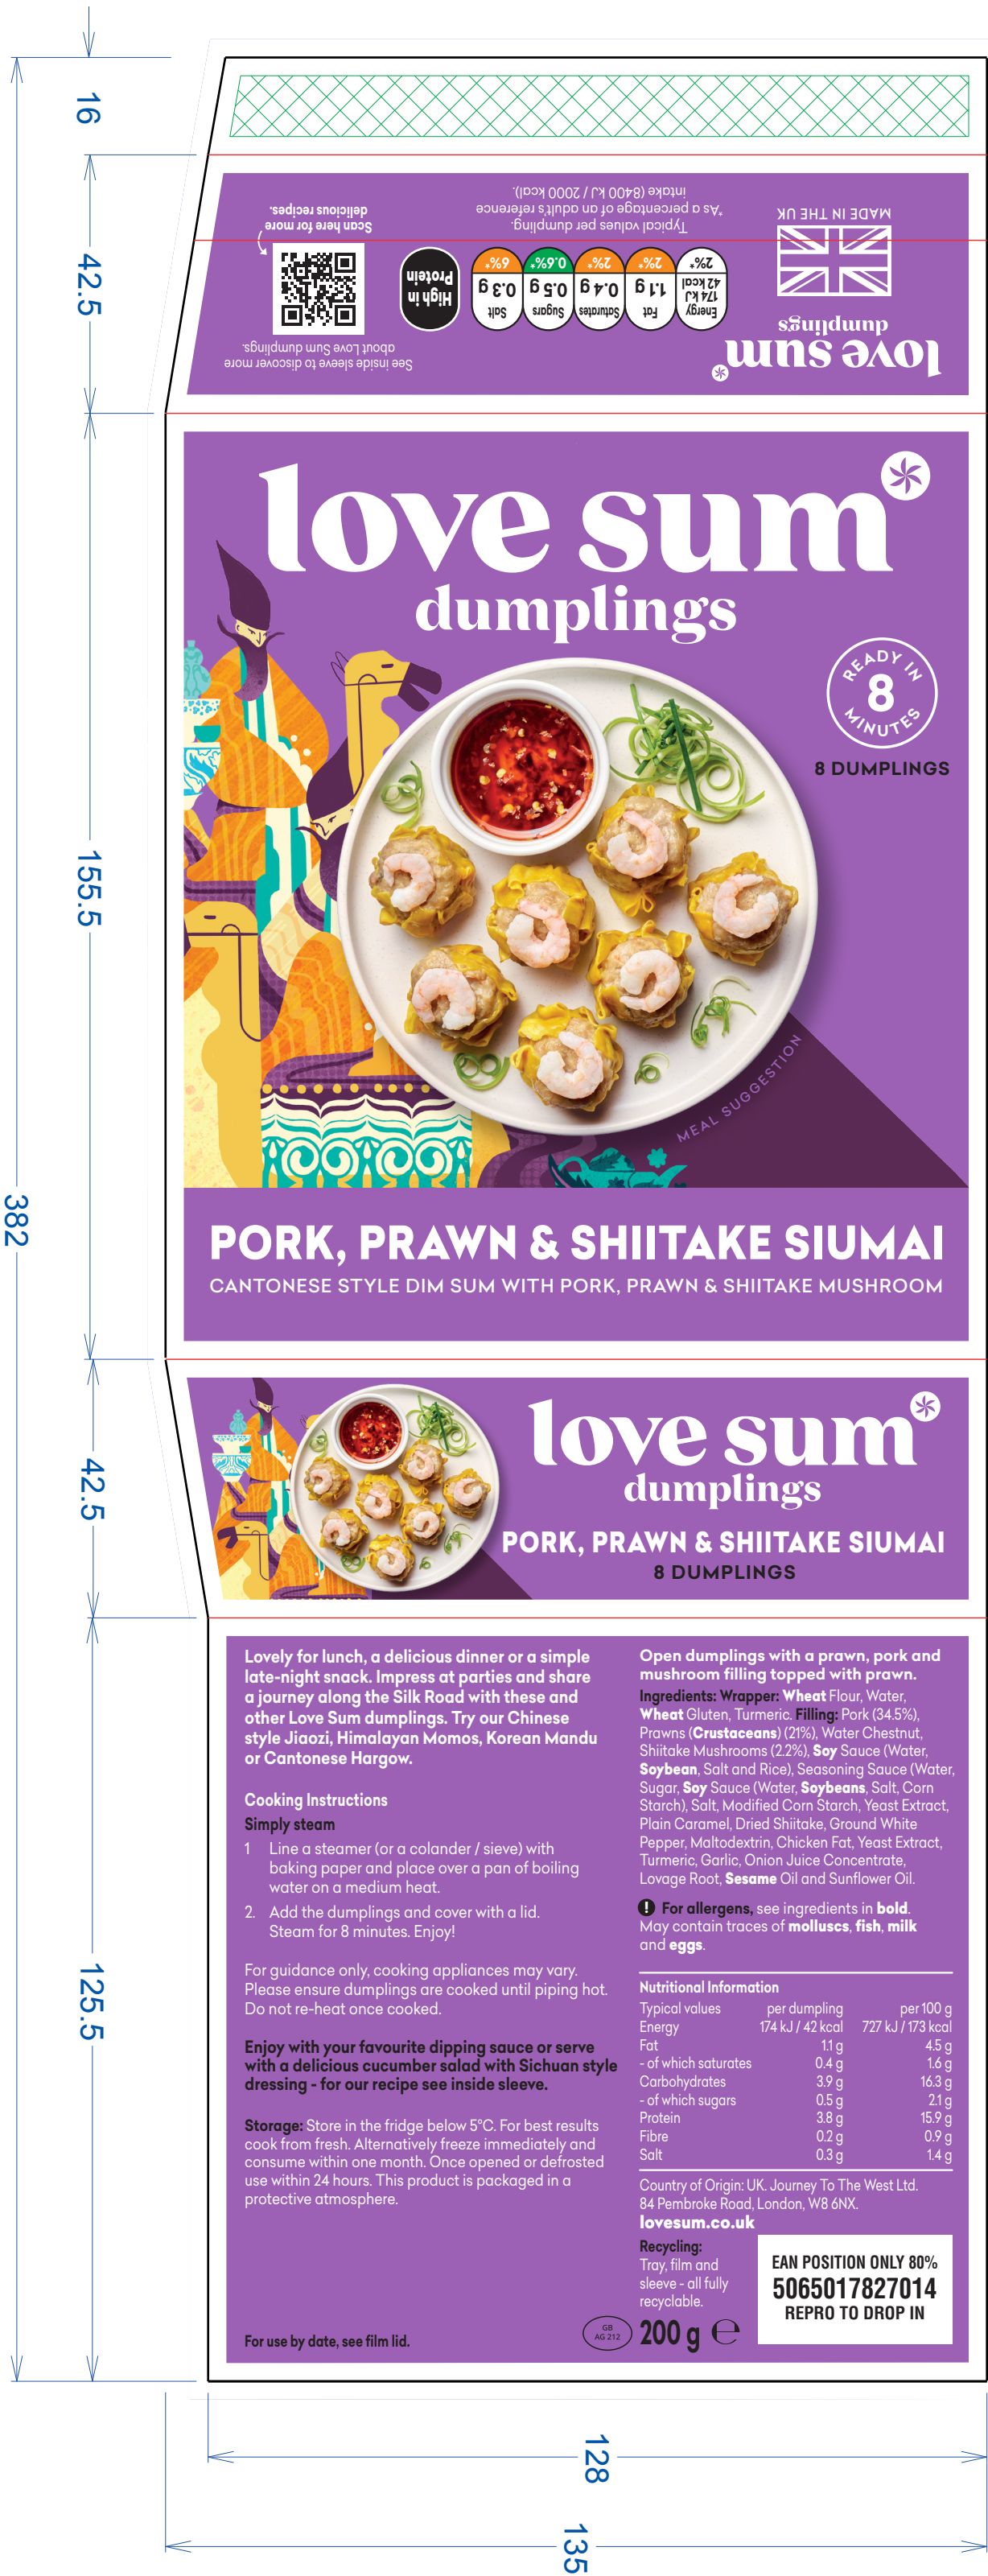 16
42.5
155.5
382
42.5
125.5
128
135
love sum
dumplings
MADE IN THE UK
Energy
174 kJ
42 kcal
2%*
Fat
1.1 g
2%*
Saturates
0.4 g
2%*
Sugars
0.5 g
0.6%*
Salt
0.3 g
6%*
High in
Protein
Typical values per dumpling.
*As a percentage of an adult's reference
intake (8400 kJ / 2000 kcal).
See inside sleeve to discover more
about Love Sum dumplings.
Scan here for more
delicious recipes.
love sum
dumplings
READY IN
8
MINUTES
8 DUMPLINGS
MEAL SUGGESTION
PORK, PRAWN & SHIITAKE SIUMAI
CANTONESE STYLE DIM SUM WITH PORK, PRAWN & SHIITAKE MUSHROOM
love sum
dumplings
PORK, PRAWN & SHIITAKE SIUMAI
8 DUMPLINGS
Lovely for lunch, a delicious dinner or a simple
late-night snack. Impress at parties and share
a journey along the Silk Road with these and
other Love Sum dumplings. Try our Chinese
style Jiaozi, Himalayan Momos, Korean Mandu
or Cantonese Hargow.
Cooking Instructions
Simply steam
1 Line a steamer (or a colander / sieve) with
baking paper and place over a pan of boiling
water on a medium heat.
2. Add the dumplings and cover with a lid.
Steam for 8 minutes. Enjoy!
For guidance only, cooking appliances may vary.
Please ensure dumplings are cooked until piping hot.
Do not re-heat once cooked.
Enjoy with your favourite dipping sauce or serve
with a delicious cucumber salad with Sichuan style
dressing - for our recipe see inside sleeve.
Storage: Store in the fridge below 5°C. For best results
cook from fresh. Alternatively freeze immediately and
consume within one month. Once opened or defrosted
use within 24 hours. This product is packaged in a
protective atmosphere.
For use by date, see film lid.
Open dumplings with a prawn, pork and
mushroom filling topped with prawn.
Ingredients: Wrapper: Wheat Flour, Water,
Wheat Gluten, Turmeric. Filling: Pork (34.5%),
Prawns (Crustaceans) (21%), Water Chestnut,
Shiitake Mushrooms (2.2%), Soy Sauce (Water,
Soybean, Salt and Rice), Seasoning Sauce (Water,
Sugar, Soy Sauce (Water, Soybeans, Salt, Corn
Starch), Salt, Modified Corn Starch, Yeast Extract,
Plain Caramel, Dried Shiitake, Ground White
Pepper, Maltodextrin, Chicken Fat, Yeast Extract,
Turmeric, Garlic, Onion Juice Concentrate,
Lovage Root, Sesame Oil and Sunflower Oil.
! For allergens, see ingredients in bold.
May contain traces of molluscs, fish, milk
and eggs.
Nutritional Information
Typical values per dumpling per 100 g
Energy 174 kJ / 42 kcal 727 kJ / 173 kcal
Fat 1.1 g 4.5 g
- of which saturates 0.4 g 1.6 g
Carbohydrates 3.9 g 16.3 g
- of which sugars 0.5 g 2.1 g
Protein 3.8 g 15.9 g
Fibre 0.2 g 0.9 g
Salt 0.3 g 1.4 g
Country of Origin: UK. Journey To The West Ltd.
84 Pembroke Road, London, W8 6NX.
lovesum.co.uk
Recycling:
Tray, film and
sleeve - all fully
recyclable.
GB
AG 212
200 g e
EAN POSITION ONLY 80%
5065017827014
REPRO TO DROP IN